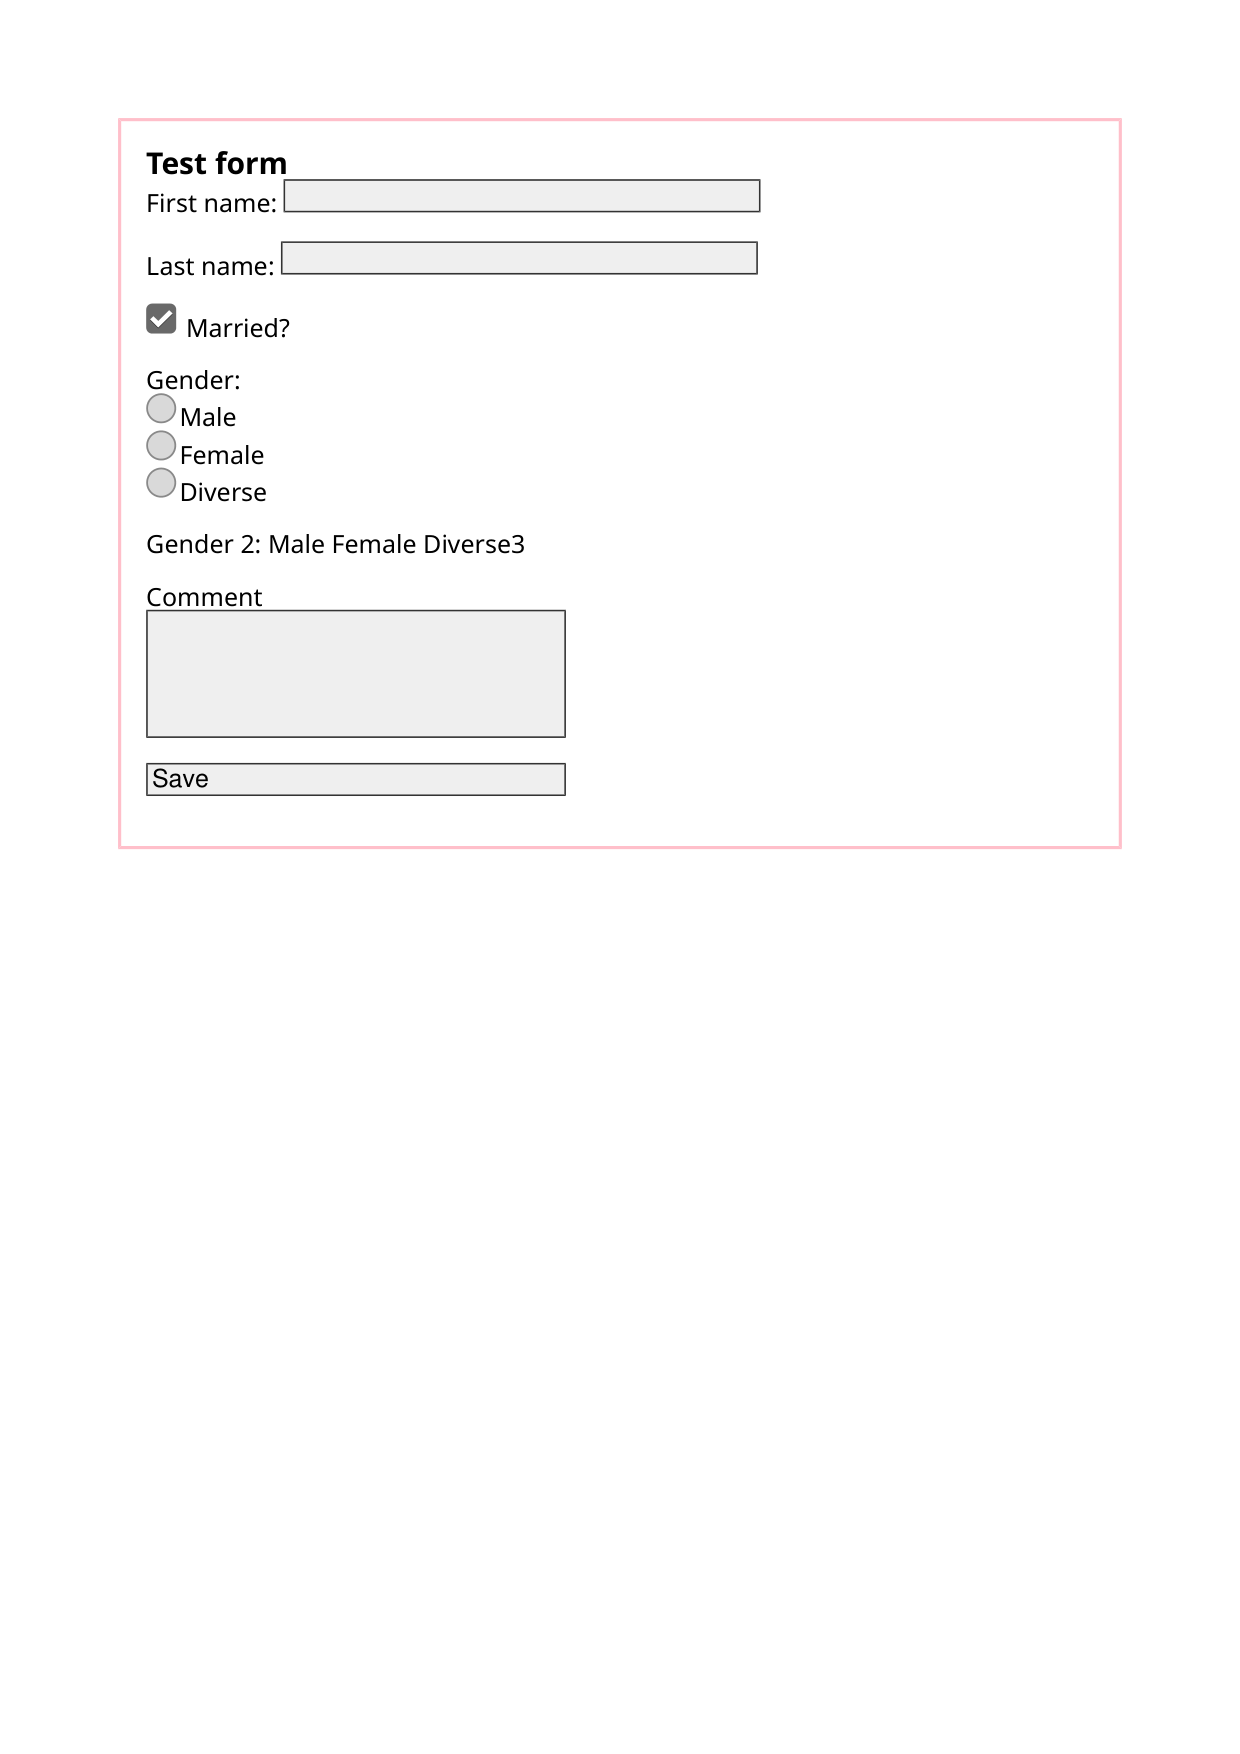 Test form
First name:
Last name:
Married?
Gender:
Male
Female
Diverse
Gender 2: Male Female Diverse3
Comment
Save